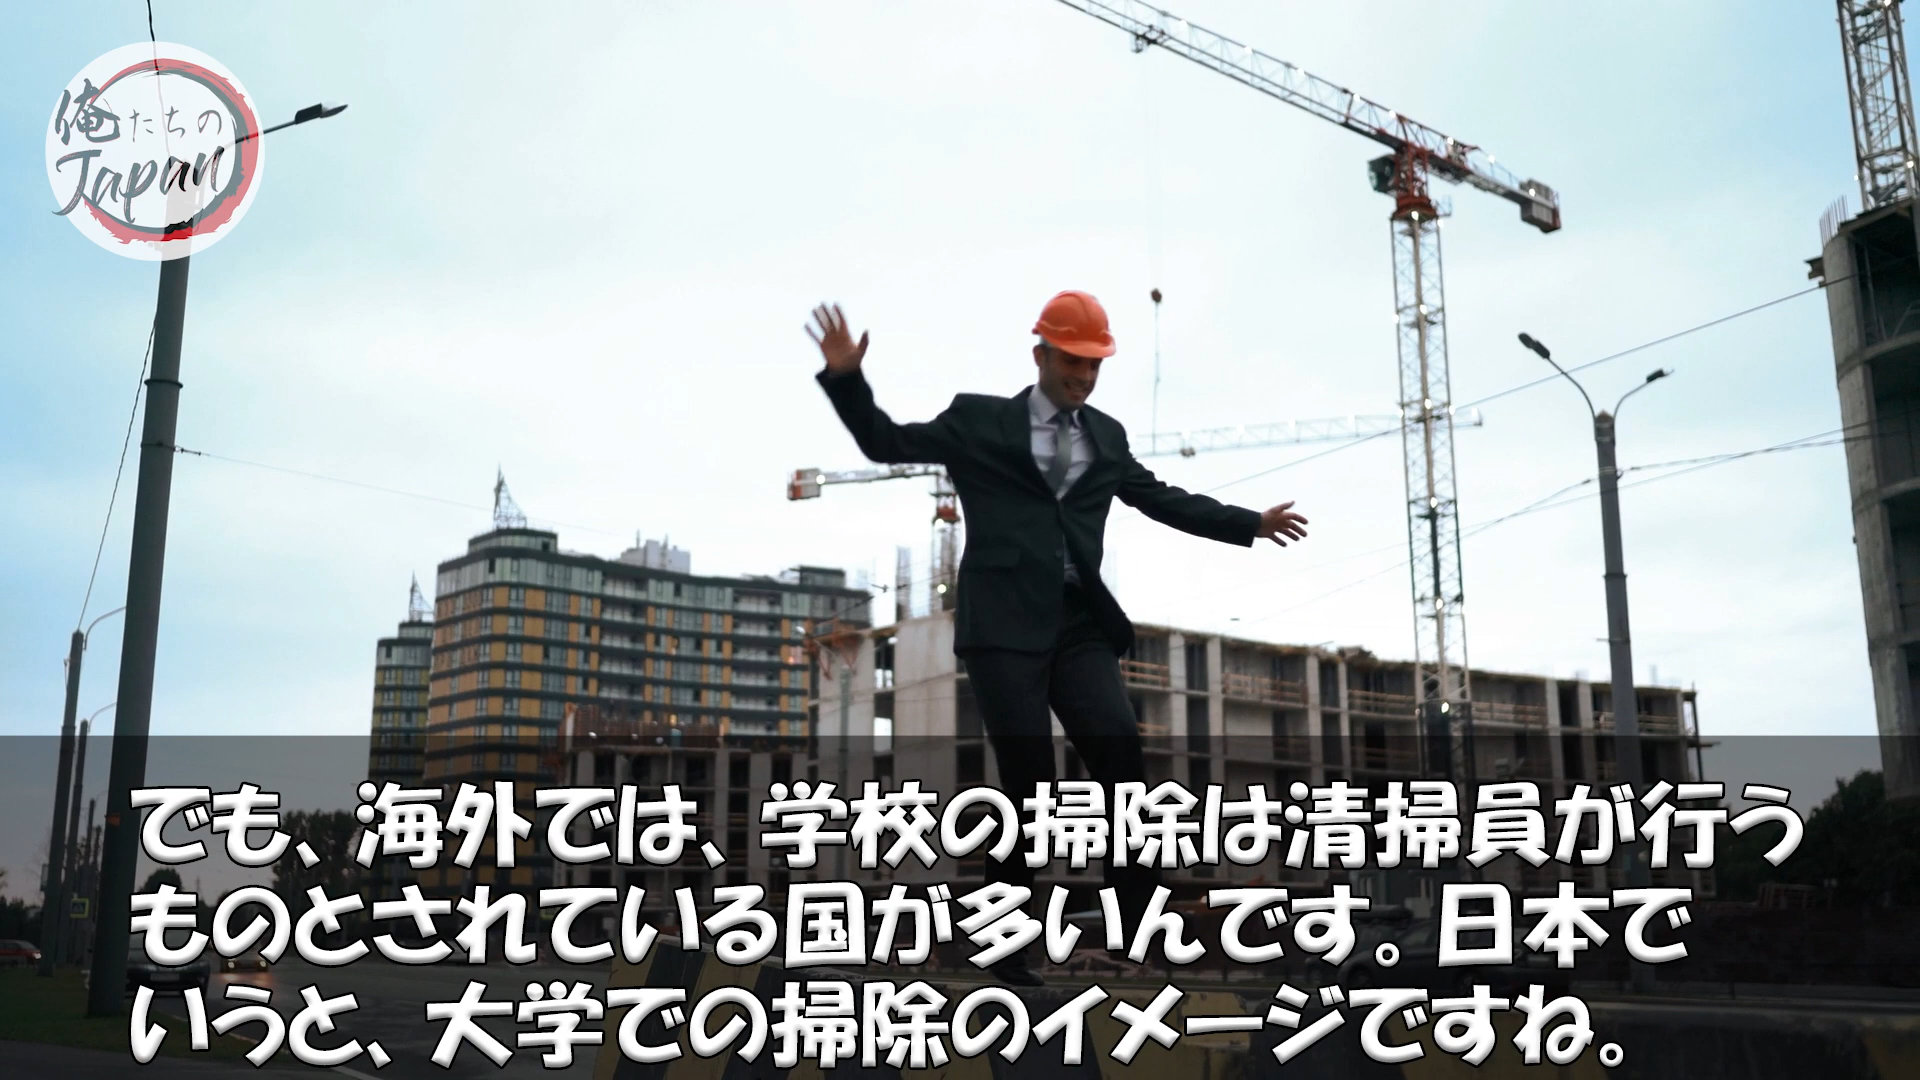 俺たちの
Japan
でも、海外では、学校の掃除は清掃員が行う
ものとされている国が多いんです。日本で
いうと、大学での掃除のイメージですね。